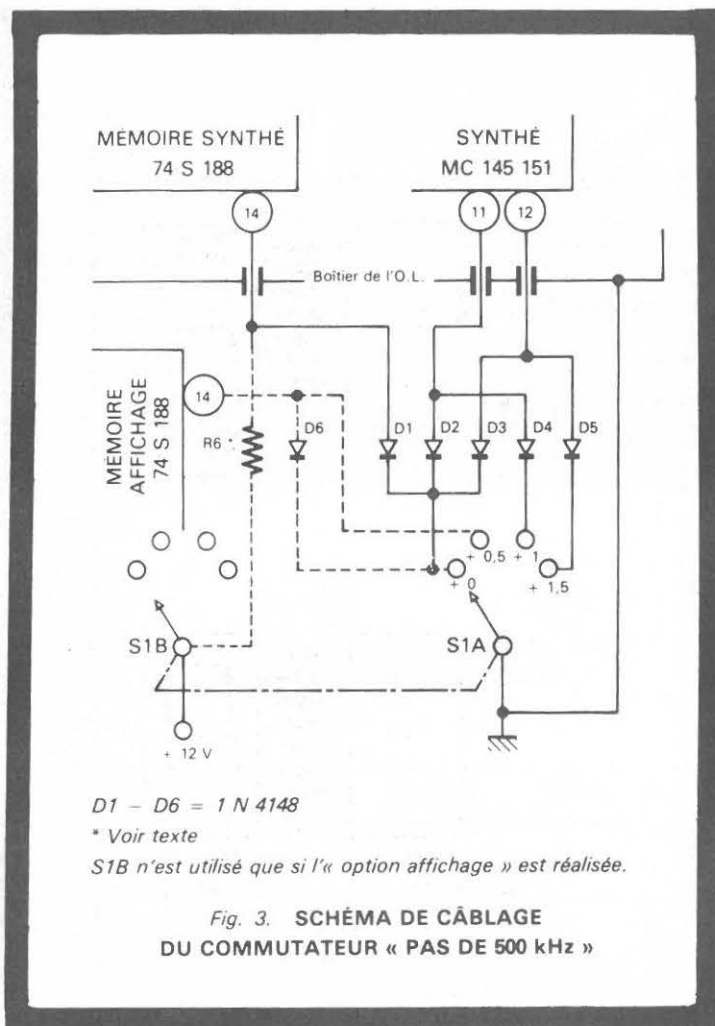 MÉMOIRE SYNTHÉ
74 S 188
SYNTHÉ
MC 145 151
14
11
12
Boîtier de l'O.L.
MÉMOIRE
AFFICHAGE
74 S 188
14
R6 *
D6
D1
D2
D3
D4
D5
+ 0
+ 0,5
+ 1
+ 1,5
S1B
S1A
+ 12 V
D1 – D6 = 1 N 4148
* Voir texte
S1B n'est utilisé que si l'« option affichage » est réalisée.
Fig. 3. SCHÉMA DE CÂBLAGE
DU COMMUTATEUR « PAS DE 500 kHz »